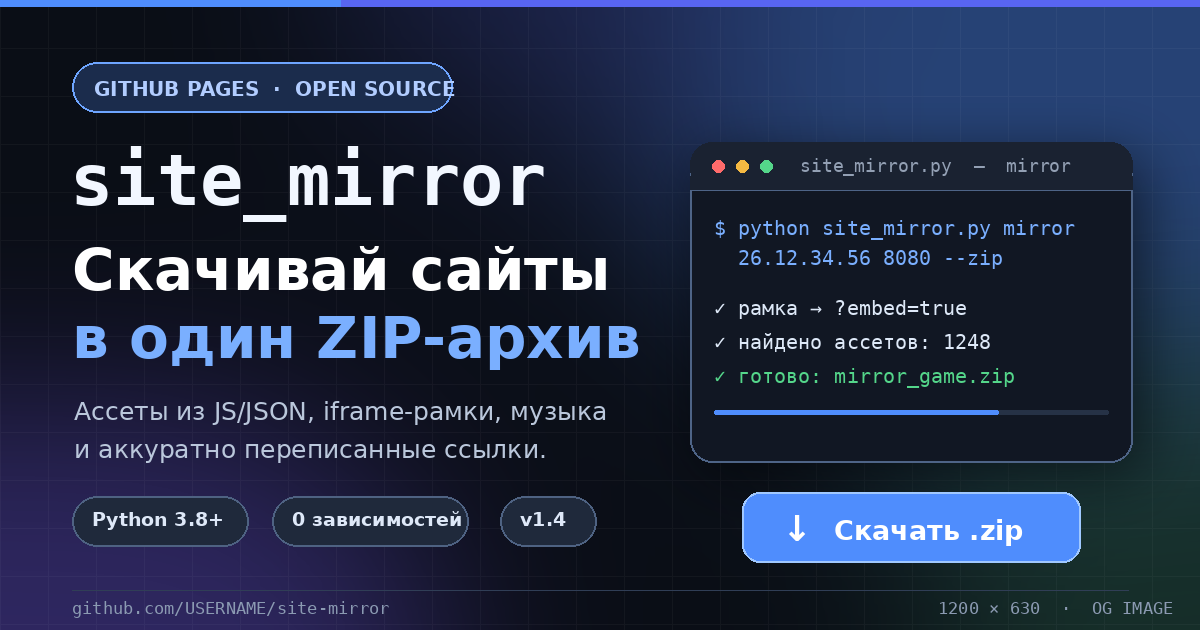 GITHUB PAGES · OPEN SOURCE
site_mirror
Скачивай сайты
в один ZIP-архив
Ассеты из JS/JSON, iframe-рамки, музыка
и аккуратно переписанные ссылки.
Python 3.8+
0 зависимостей
v1.4
site_mirror.py — mirror
$ python site_mirror.py mirror
26.12.34.56 8080 --zip
✓ рамка → ?embed=true
✓ найдено ассетов: 1248
✓ готово: mirror_game.zip
↓ Скачать .zip
github.com/USERNAME/site-mirror
1200 × 630 · OG IMAGE